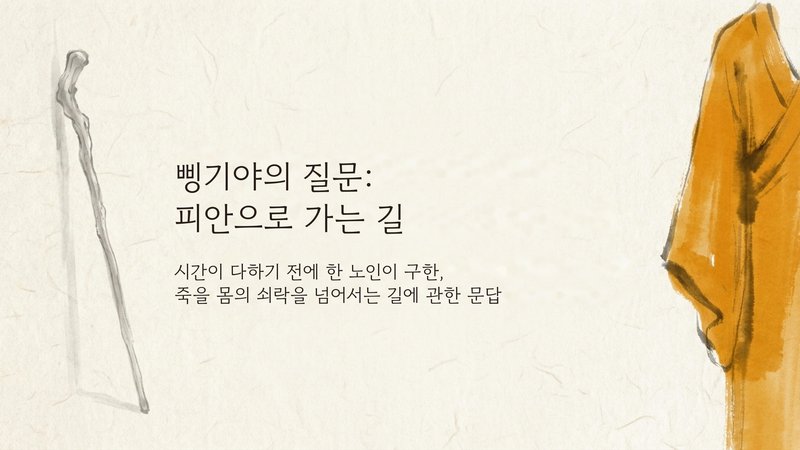 삥기야의 질문:
피안으로 가는 길
시간이 다하기 전에 한 노인이 구한,
죽을 몸의 쇠락을 넘어서는 길에 관한 문답